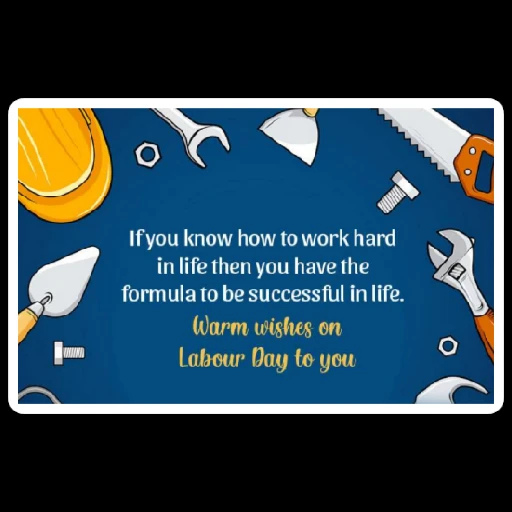 If you know how to work hard
in life then you have the
formula to be successful in life.
Warm wishes on
Labour Day to you